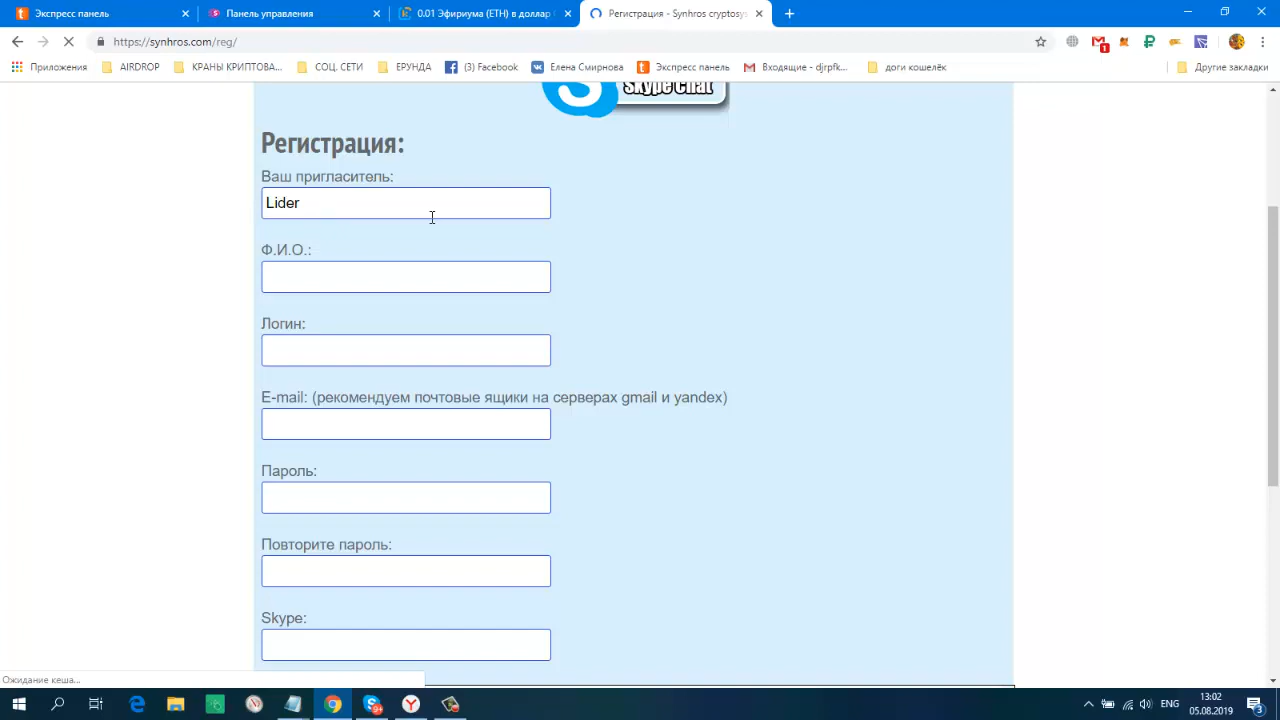 Экспресс панель
Панель управления
0.01 Эфириума (ETH) в доллар
Регистрация - Synhros cryptosys
https://synhros.com/reg/
1
Приложения
AIRDROP
КРАНЫ КРИПТОВА...
СОЦ. СЕТИ
ЕРУНДА
(3) Facebook
Елена Смирнова
Экспресс панель
Входящие - djrpfk...
доги кошелёк
Другие закладки
Skype Chat
Регистрация:
Ваш пригласитель:
Lider
Ф.И.О.:
Логин:
E-mail: (рекомендуем почтовые ящики на серверах gmail и yandex)
Пароль:
Повторите пароль:
Skype:
Ожидание кеша...
ENG
13:02
05.08.2019
3